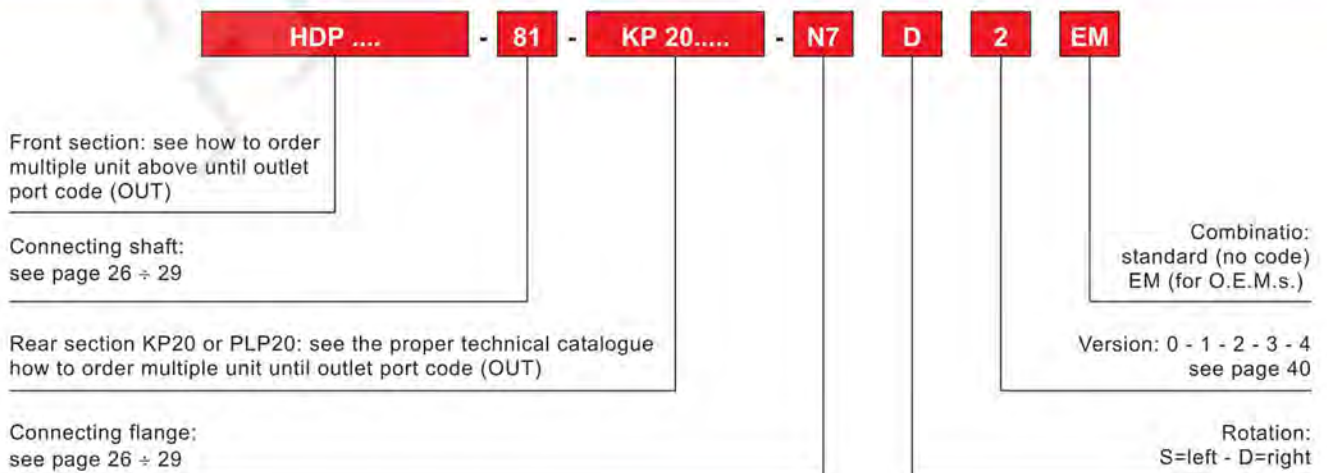 HDP .... - 81 - KP 20..... - N7 D 2 EM
Front section: see how to order
multiple unit above until outlet
port code (OUT)
Connecting shaft:
see page 26 ÷ 29
Combinatio:
standard (no code)
EM (for O.E.M.s.)
Rear section KP20 or PLP20: see the proper technical catalogue
how to order multiple unit until outlet port code (OUT)
Version: 0 - 1 - 2 - 3 - 4
see page 40
Connecting flange:
see page 26 ÷ 29
Rotation:
S=left - D=right